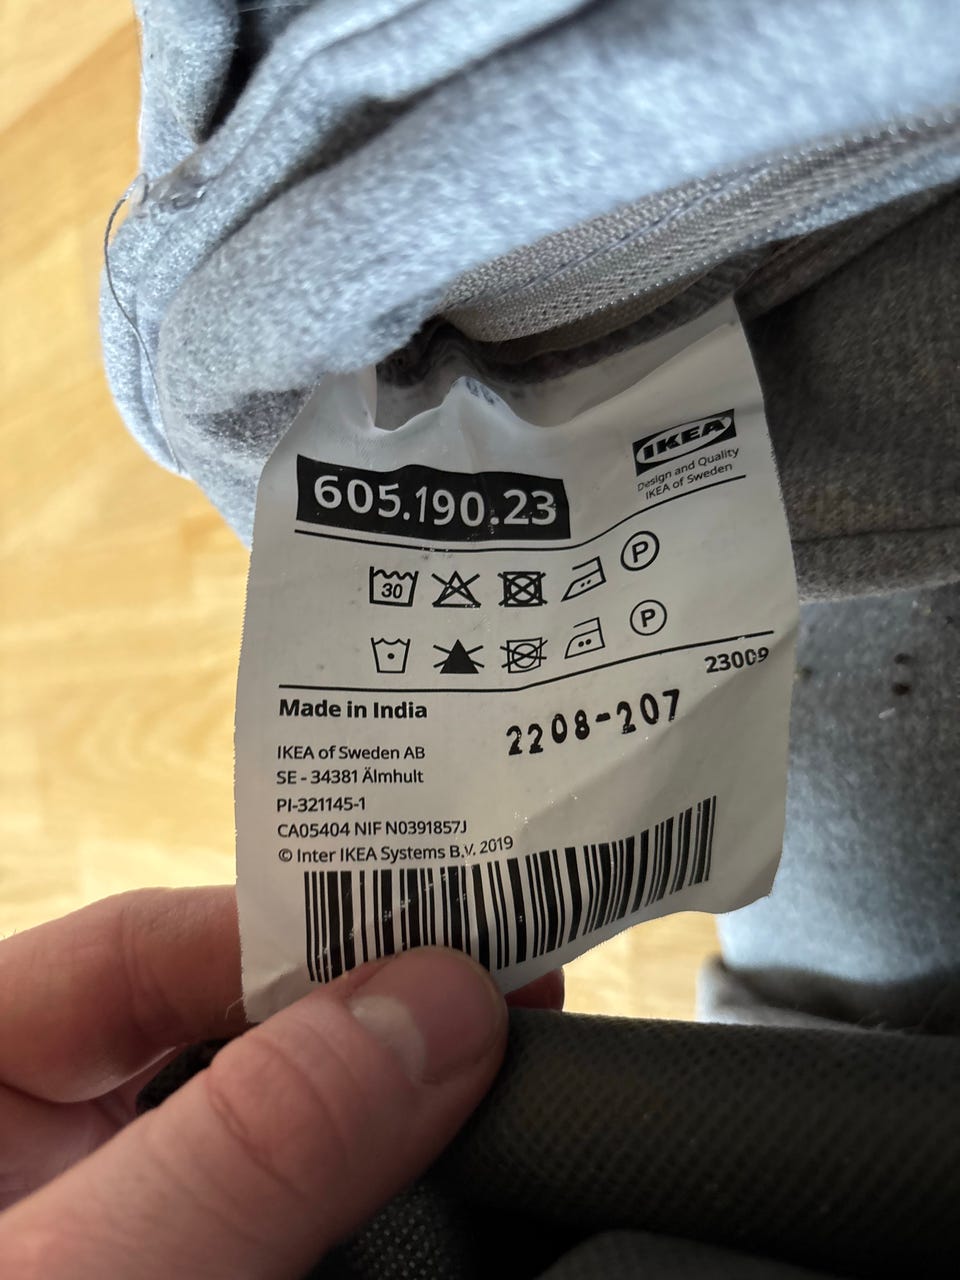 605.190.23
IKEA
Design and Quality
IKEA of Sweden
30
P
P
23009
Made in India
2208-207
IKEA of Sweden AB
SE - 34381 Älmhult
PI-321145-1
CA05404 NIF N0391857J
© Inter IKEA Systems B.V. 2019